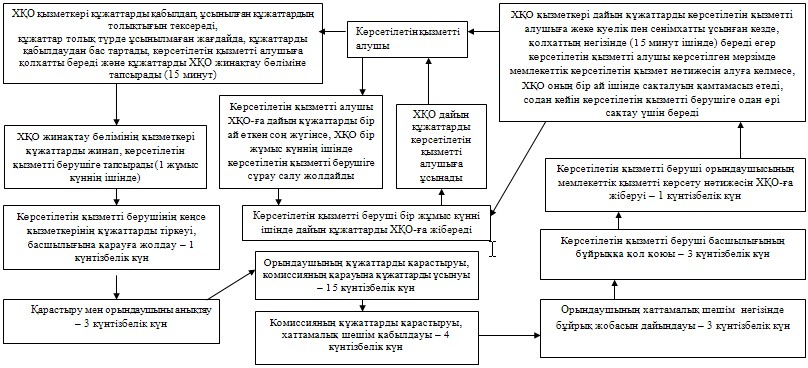 ХҚО қызметкері құжаттарды қабылдап, ұсынылған құжаттардың
толықтығын тексереді,
құжаттар толық түрде ұсынылмаған жағдайда, құжаттарды
қабылдаудан бас тартады, көрсетілетін қызметті алушыға
қолхатты береді және құжаттарды ХҚО жинақтау бөліміне
тапсырады (15 минут)
Көрсетілетін қызметті
алушы
ХҚО қызметкері дайын құжаттарды көрсетілетін қызметті
алушыға жеке куәлік пен сенімхатты ұсынған кезде,
қолхаттың негізінде (15 минут ішінде) береді егер
көрсетілетін қызметті алушы көрсетілген мерзімде
мемлекеттік көрсетілетін қызмет нәтижесін алуға келмесе,
ХҚО оның бір ай ішінде сақталуын қамтамасыз етеді,
содан кейін көрсетілетін қызметті берушіге одан әрі
сақтау үшін береді
ХҚО жинақтау бөлімінің қызметкері
құжаттарды жинап, көрсетілетін
қызметті берушіге тапсырады (1 жұмыс
күннің ішінде)
Көрсетілетін қызметті алушы
ХҚО-ға дайын құжаттарды бір
ай өткен соң жүгінсе, ХҚО бір
жұмыс күннің ішінде
көрсетілетін қызметті берушіге
сұрау салу жолдайды
ХҚО дайын
құжаттарды
көрсетілетін
қызметті
алушыға
ұсынады
Көрсетілетін қызметті беруші орындаушысының
мемлекеттік қызметті көрсету нәтижесін ХҚО-ға
жіберуі – 1 күнтізбелік күн
Көрсетілетін қызметті берушінің кеңсе
қызметкерінің құжаттарды тіркеуі,
басшылығына қарауға жолдау – 1
күнтізбелік күн
Көрсетілетін қызметті беруші бір жұмыс күнні
ішінде дайын құжаттарды ХҚО-ға жібереді
Көрсетілетін қызметті беруші басшылығының
бұйрыққа қол қоюы – 3 күнтізбелік күн
Орындаушының құжаттарды қарастыруы,
комиссияның қарауына құжаттарды ұсынуы
– 15 күнтізбелік күн
Қарастыру мен орындаушыны анықтау
– 3 күнтізбелік күн
Комиссияның құжаттарды қарастыруы,
хаттамалық шешім қабылдауы – 4
күнтізбелік күн
Орындаушының хаттамалық шешім негізінде
бұйрық жобасын дайындауы – 3 күнтізбелік күн